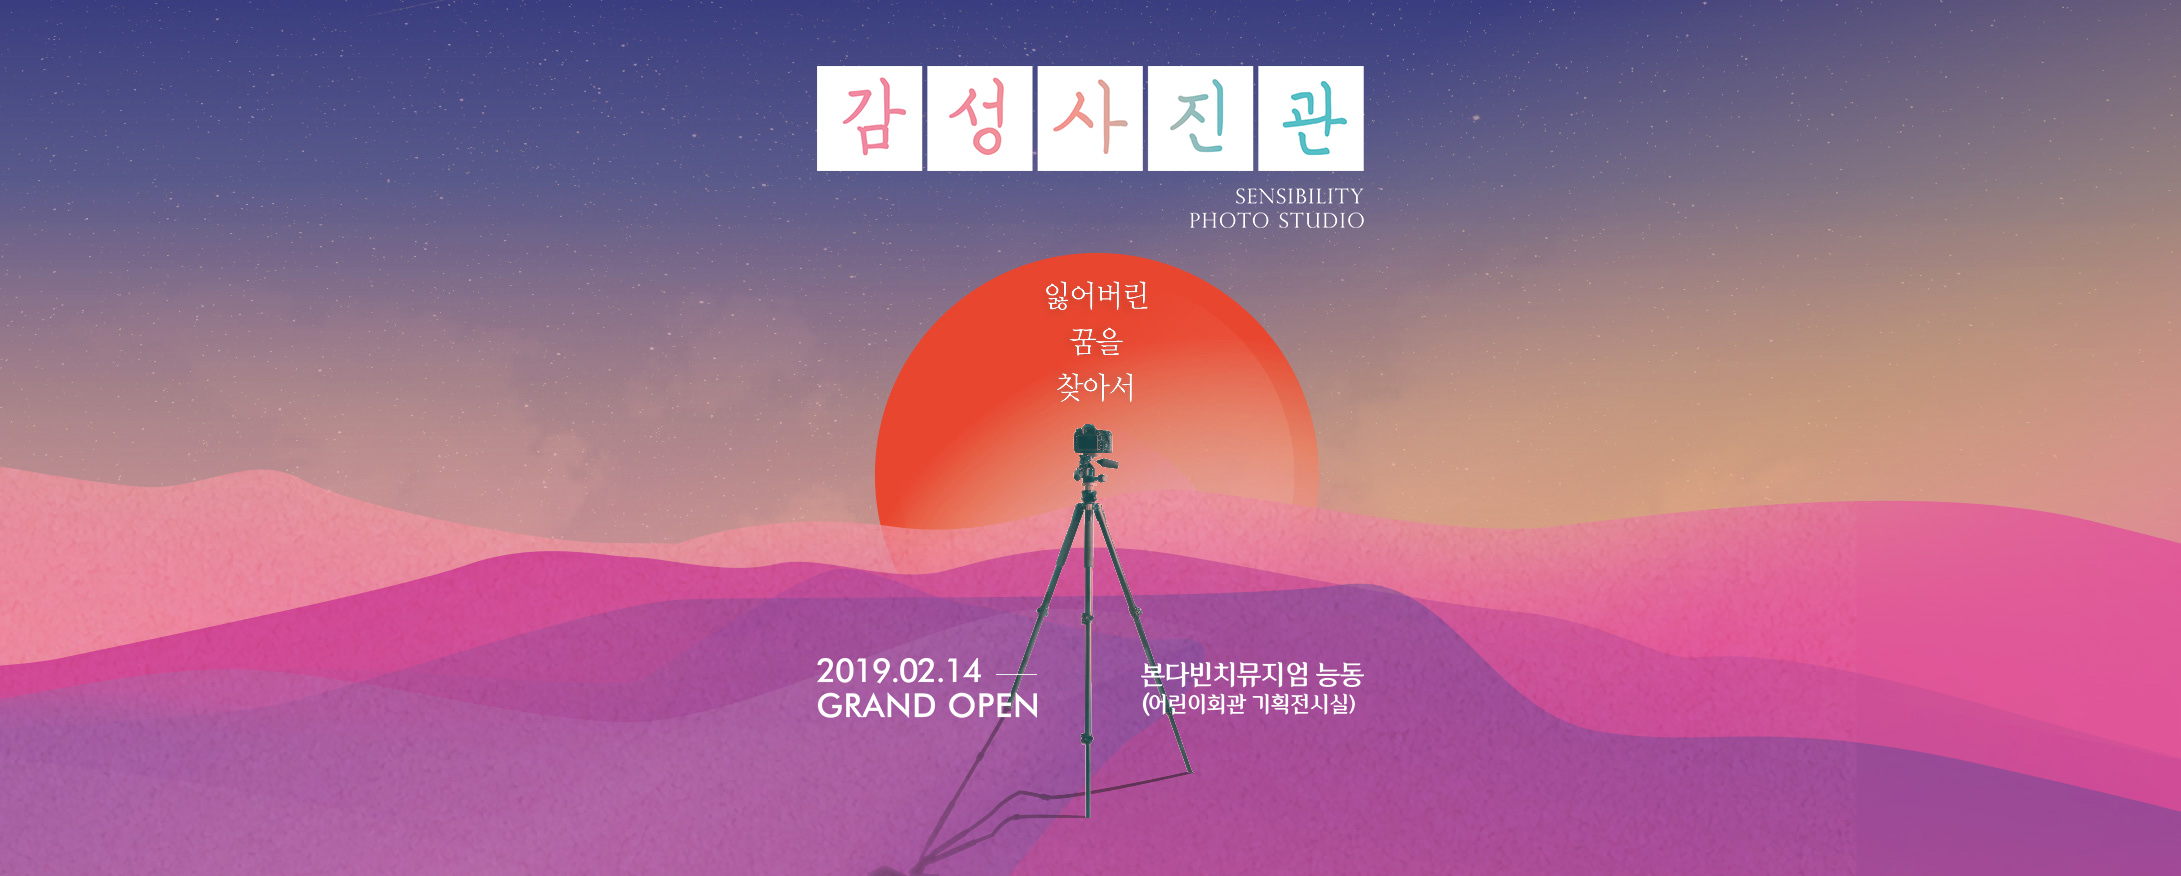 감성사진관
SENSIBILITY
PHOTO STUDIO
잃어버린
꿈을
찾아서
2019.02.14
GRAND OPEN
본다빈치뮤지엄 능동
(어린이회관 기획전시실)